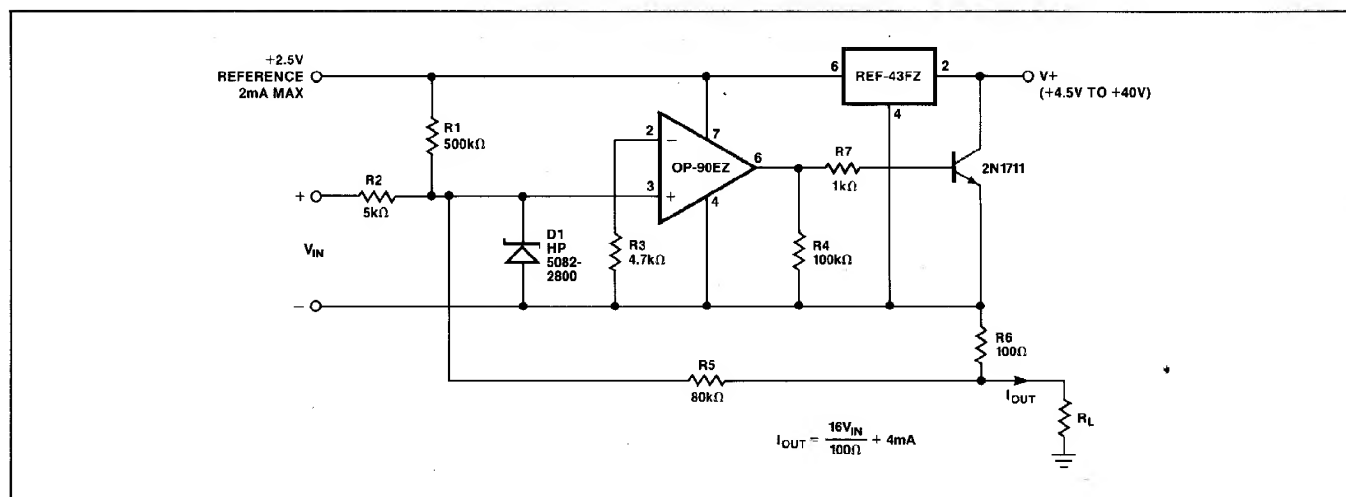 +2.5V
REFERENCE
2mA MAX
6
REF-43FZ
2
V+
(+4.5V TO +40V)
4
R1
500kΩ
2
−
7
OP-90EZ
6
R7
1kΩ
2N1711
+
R2
5kΩ
3
+
4
VIN
D1
HP
5082-
2800
R3
4.7kΩ
R4
100kΩ
−
R6
100Ω
R5
80kΩ
IOUT
RL
IOUT = 16VIN / 100Ω + 4mA